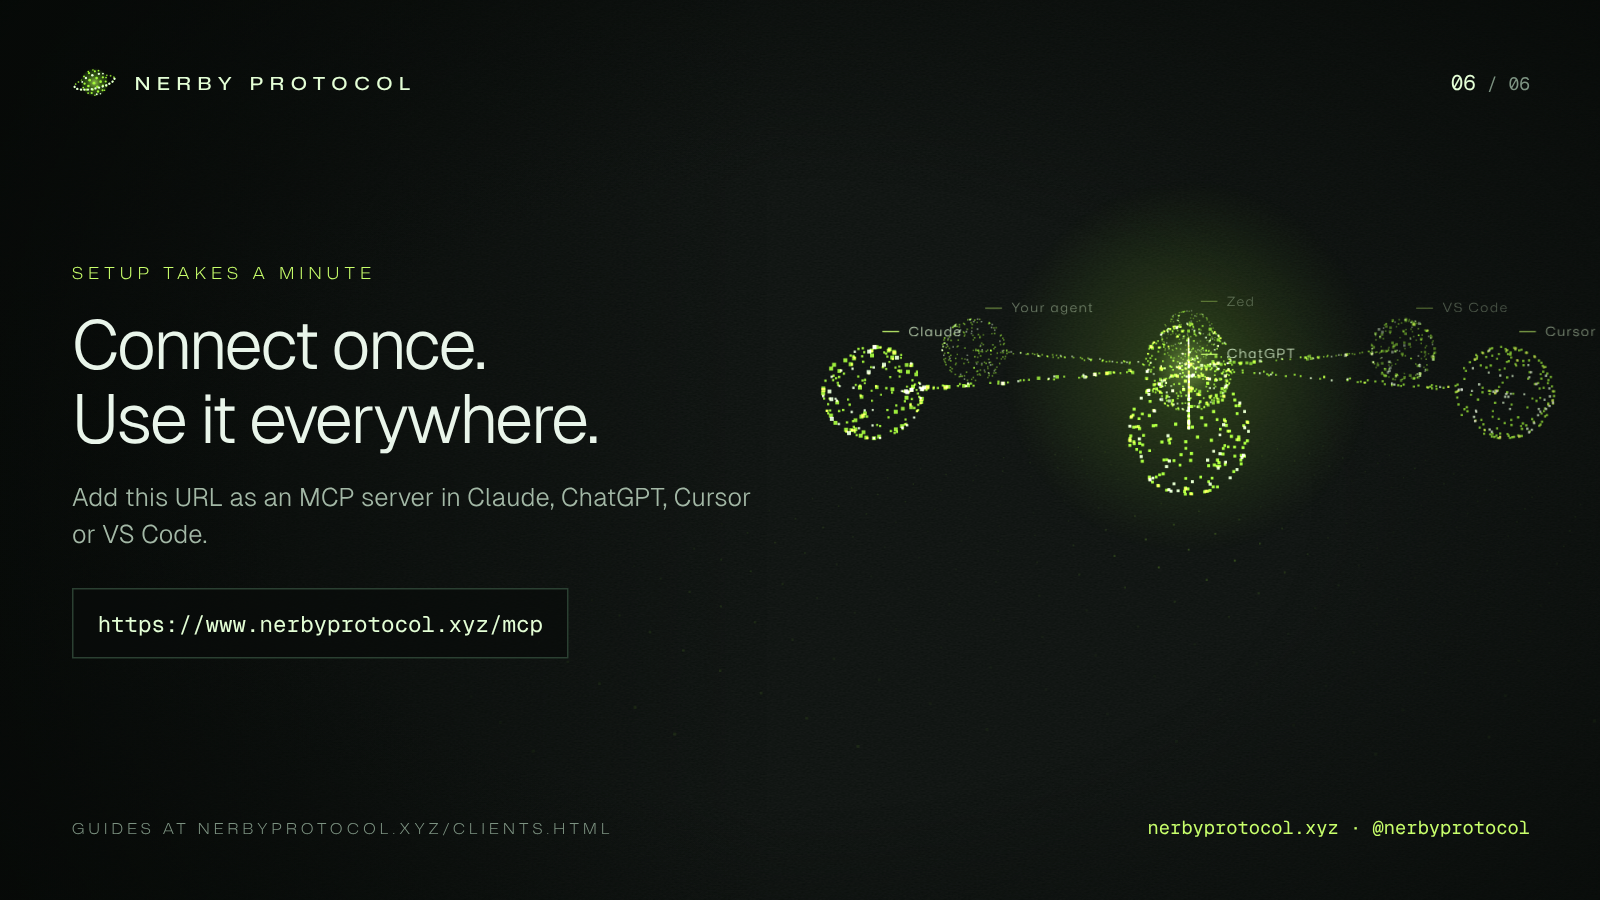 NERBY PROTOCOL
06 / 06
SETUP TAKES A MINUTE
Connect once.
Use it everywhere.
Add this URL as an MCP server in Claude, ChatGPT, Cursor
or VS Code.
https://www.nerbyprotocol.xyz/mcp
Claude
Your agent
Zed
ChatGPT
VS Code
Cursor
GUIDES AT NERBYPROTOCOL.XYZ/CLIENTS.HTML
nerbyprotocol.xyz · @nerbyprotocol